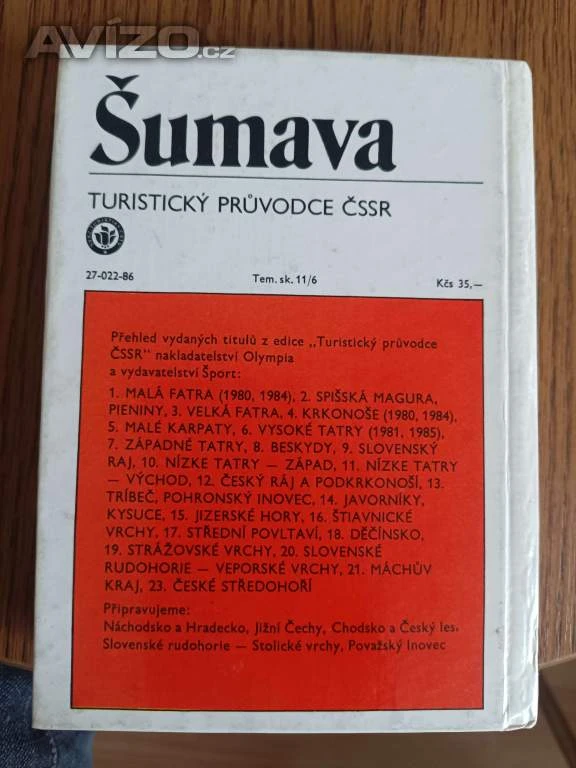 AVÍZO.cz
Šumava
TURISTICKÝ PRŮVODCE ČSSR
27-022-86 Tem. sk. 11/6 Kčs 35,—
Přehled vydaných titulů z edice „Turistický průvodce
ČSSR" nakladatelství Olympia
a vydavatelství Šport:
1. MALÁ FATRA (1980, 1984), 2. SPIŠSKÁ MAGURA,
PIENINY, 3. VELKÁ FATRA, 4. KRKONOŠE (1980, 1984),
5. MALÉ KARPATY, 6. VYSOKÉ TATRY (1981, 1985),
7. ZÁPADNÉ TATRY, 8. BESKYDY, 9. SLOVENSKÝ
RAJ, 10. NÍZKE TATRY — ZÁPAD, 11. NÍZKE TATRY
— VÝCHOD, 12. ČESKÝ RÁJ A PODKRKONOŠÍ, 13.
TRÍBEČ, POHRONSKÝ INOVEC, 14. JAVORNÍKY,
KYSUCE, 15. JIZERSKÉ HORY, 16. ŠTIAVNICKÉ
VRCHY, 17. STŘEDNÍ POVLTAVÍ, 18. DĚČÍNSKO,
19. STRÁŽOVSKÉ VRCHY, 20. SLOVENSKÉ
RUDOHORIE — VEPORSKÉ VRCHY, 21. MÁCHŮV
KRAJ, 23. ČESKÉ STŘEDOHOŘÍ
Připravujeme:
Náchodsko a Hradecko, Jižní Čechy, Chodsko a Český les,
Slovenské rudohorie — Stolické vrchy, Považský Inovec